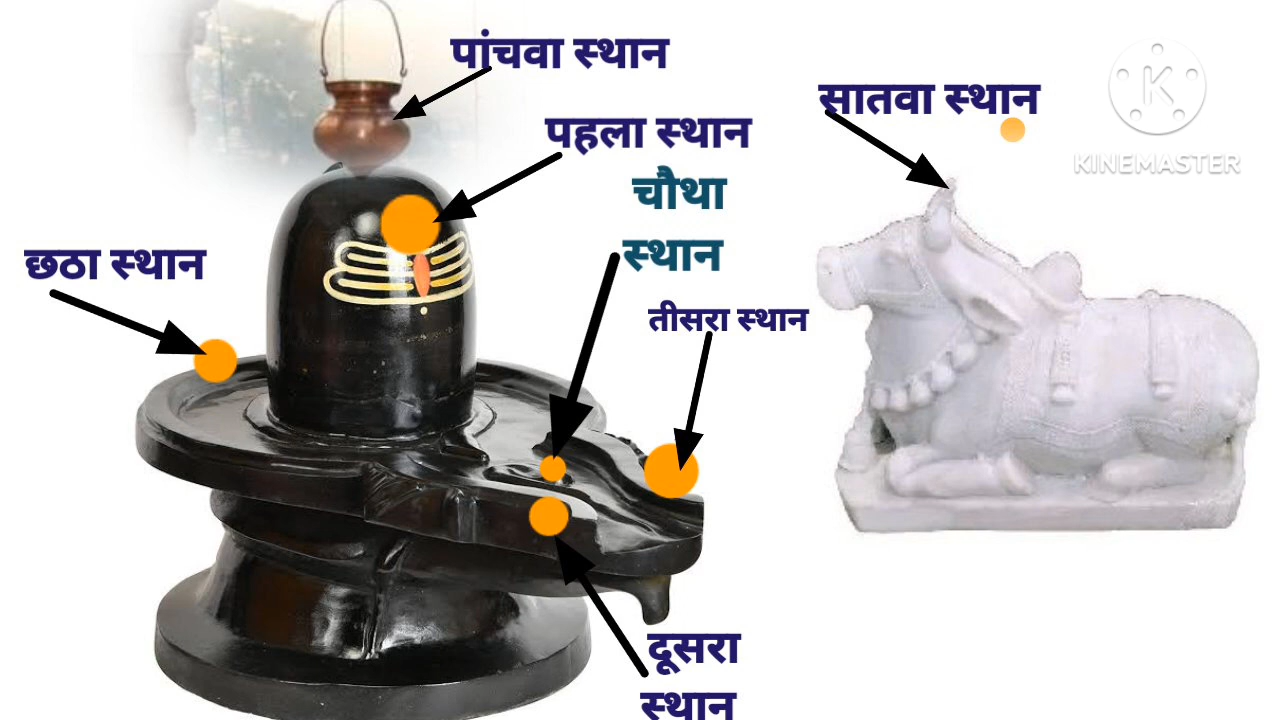 पांचवा स्थान
सातवा स्थान
KINEMASTER
पहला स्थान
चौथा
स्थान
छठा स्थान
तीसरा स्थान
दूसरा
स्थान